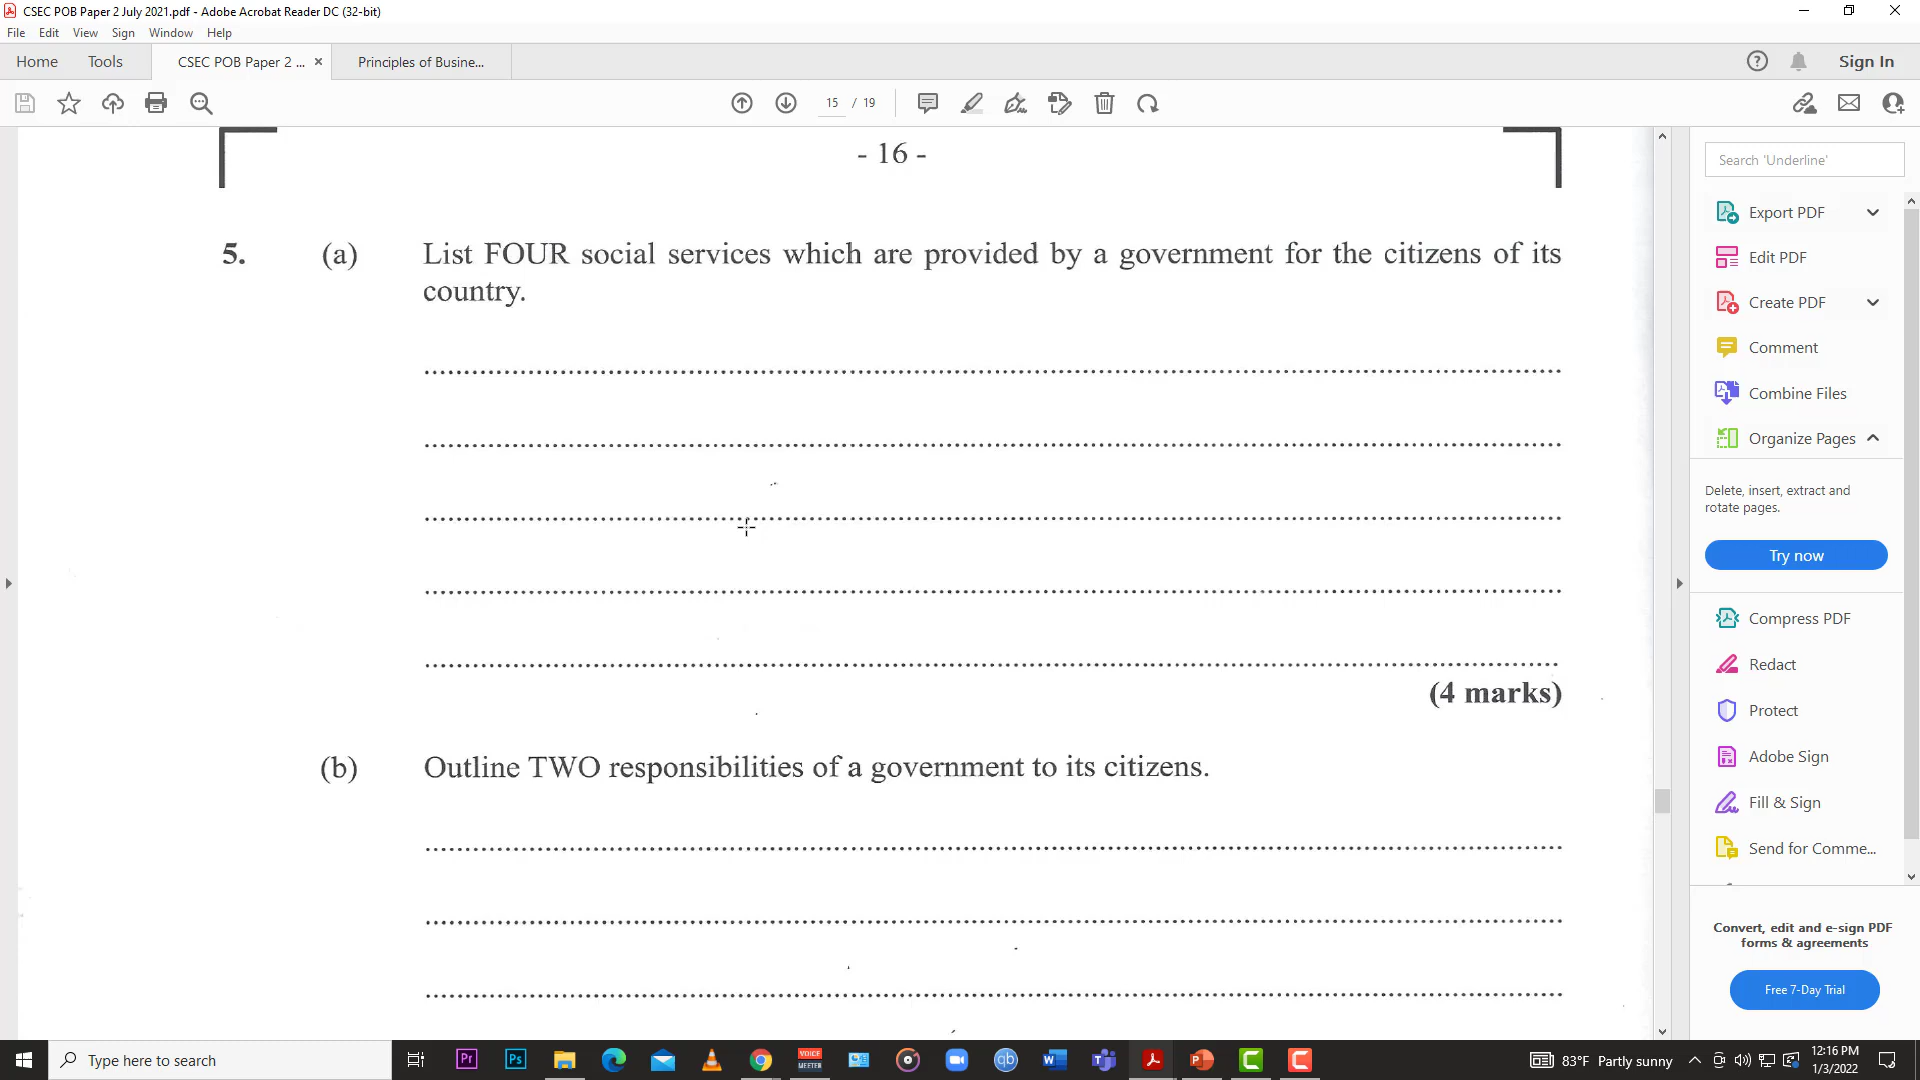 CSEC POB Paper 2 July 2021.pdf - Adobe Acrobat Reader DC (32-bit)
File Edit View Sign Window Help
Home Tools CSEC POB Paper 2 ... × Principles of Busine... Sign In
15 / 19
- 16 -
Search 'Underline'
Export PDF
Edit PDF
Create PDF
Comment
Combine Files
Organize Pages
Delete, insert, extract and
rotate pages.
Try now
Compress PDF
Redact
Protect
Adobe Sign
Fill & Sign
Send for Comme...
Convert, edit and e-sign PDF
forms & agreements
Free 7-Day Trial
5. (a) List FOUR social services which are provided by a government for the citizens of its
country.
(4 marks)
(b) Outline TWO responsibilities of a government to its citizens.
Type here to search
Pr
Ps
VOICE
MEETER
qb
83°F Partly sunny
12:16 PM
1/3/2022